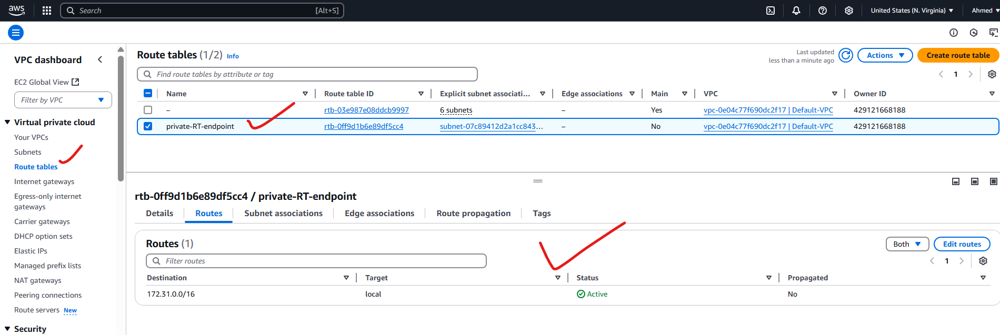 aws Search [Alt+S] United States (N. Virginia) Ahmed
VPC dashboard
EC2 Global View
Filter by VPC
Virtual private cloud
Your VPCs
Subnets
Route tables
Internet gateways
Egress-only internet
gateways
Carrier gateways
DHCP option sets
Elastic IPs
Managed prefix lists
NAT gateways
Peering connections
Route servers New
Security
Route tables (1/2) Info
Last updated
less than a minute ago
Actions
Create route table
Find route tables by attribute or tag
1
Name Route table ID Explicit subnet associati... Edge associations Main VPC Owner ID
– rtb-03e987e08ddcb9997 6 subnets – Yes vpc-0e04c77f690dc2f17 | Default-VPC 429121668188
private-RT-endpoint rtb-0ff9d1b6e89df5cc4 subnet-07c89412d2a1cc843... – No vpc-0e04c77f690dc2f17 | Default-VPC 429121668188
rtb-0ff9d1b6e89df5cc4 / private-RT-endpoint
Details Routes Subnet associations Edge associations Route propagation Tags
Routes (1)
Both Edit routes
Filter routes
1
Destination Target Status Propagated
172.31.0.0/16 local Active No